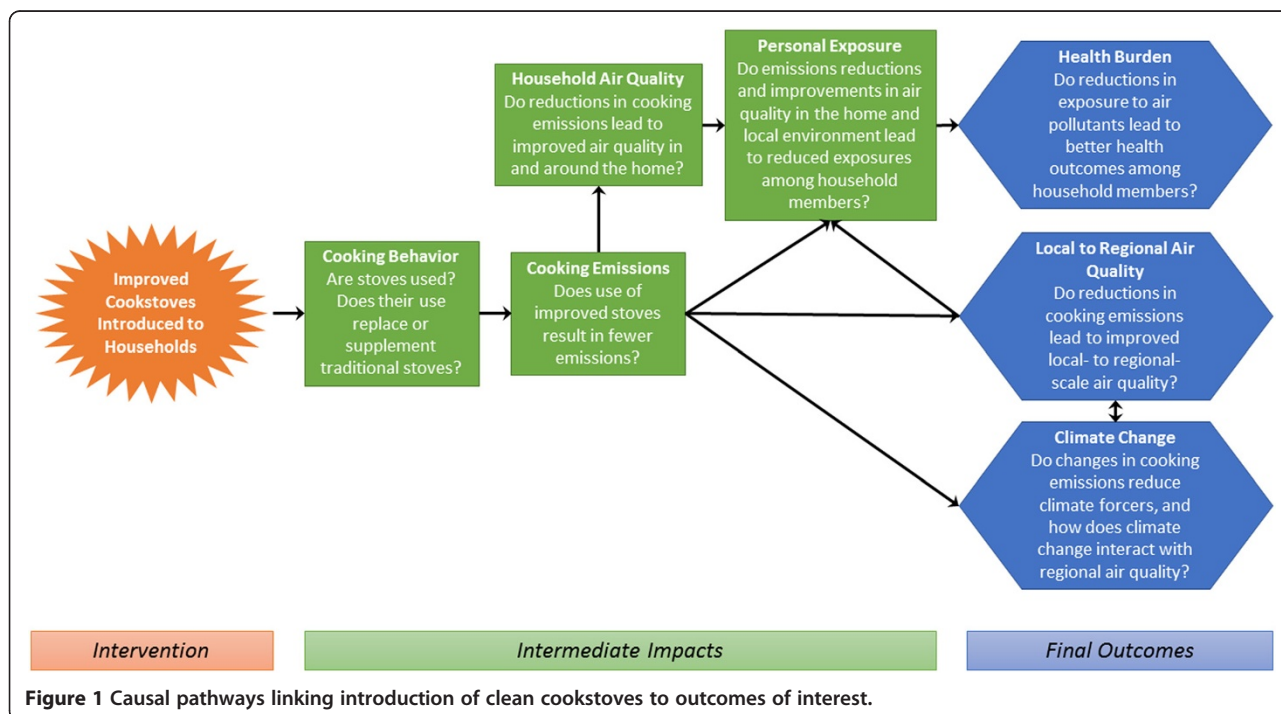 Improved
Cookstoves
Introduced to
Households
Cooking Behavior
Are stoves used?
Does their use
replace or
supplement
traditional stoves?
Household Air Quality
Do reductions in cooking
emissions lead to
improved air quality in
and around the home?
Cooking Emissions
Does use of
improved stoves
result in fewer
emissions?
Personal Exposure
Do emissions reductions
and improvements in air
quality in the home and
local environment lead
to reduced exposures
among household
members?
Health Burden
Do reductions in
exposure to air
pollutants lead to
better health
outcomes among
household members?
Local to Regional Air
Quality
Do reductions in
cooking emissions
lead to improved
local- to regional-
scale air quality?
Climate Change
Do changes in cooking
emissions reduce
climate forcers, and
how does climate
change interact with
regional air quality?
Intervention
Intermediate Impacts
Final Outcomes
Figure 1 Causal pathways linking introduction of clean cookstoves to outcomes of interest.